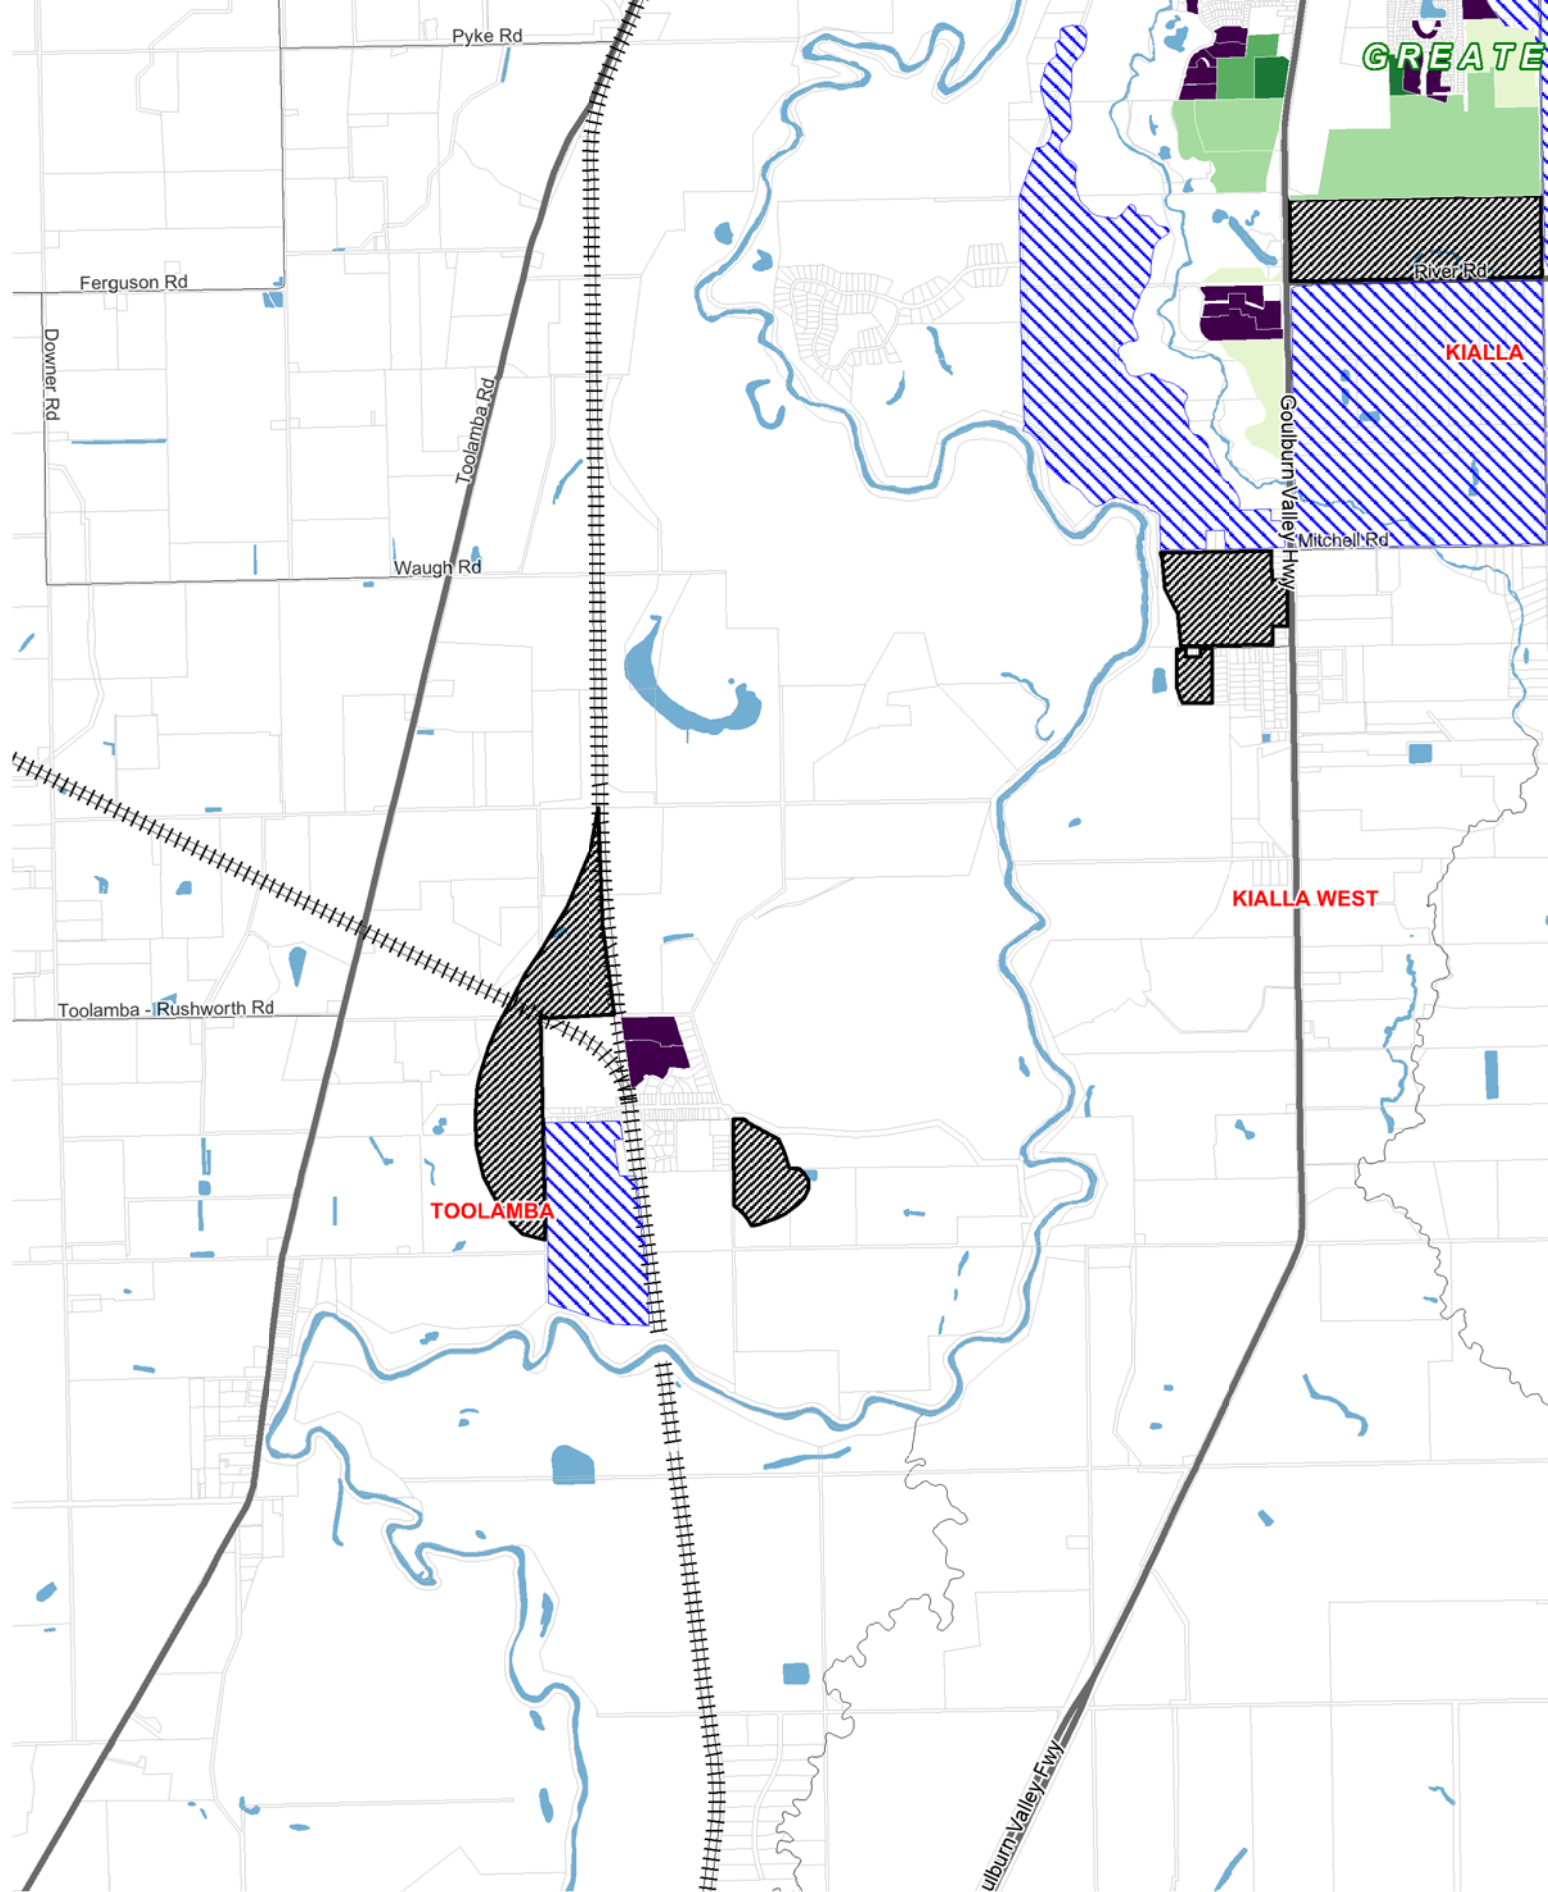 Pyke Rd
GREATE
Ferguson Rd
River Rd
Downer Rd
KIALLA
Toolamba Rd
Goulburn Valley Hwy
Mitchell Rd
Waugh Rd
KIALLA WEST
Toolamba - Rushworth Rd
TOOLAMBA
ulburn Valley Fwy